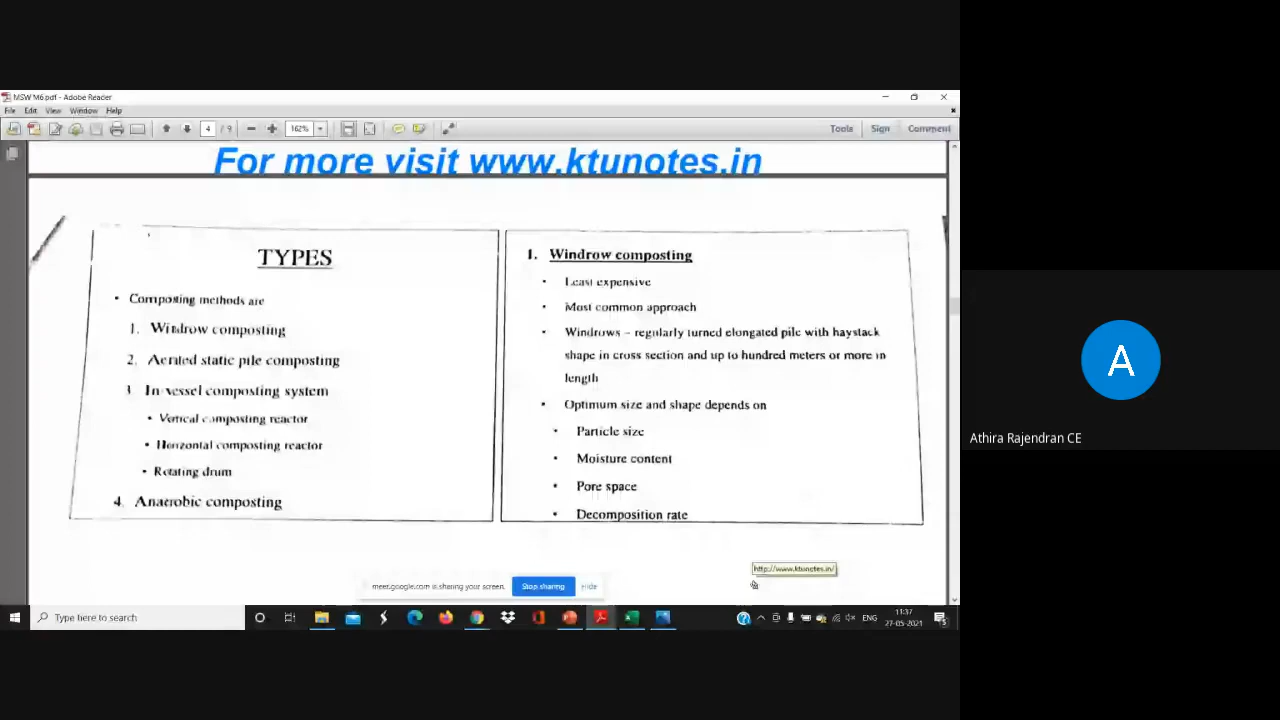 MSW M6.pdf - Adobe Reader
File Edit View Window Help
4 / 9 162% Tools Sign Comment
For more visit www.ktunotes.in
TYPES
• Composting methods are
1. Windrow composting
2. Aerated static pile composting
3 In-vessel composting system
• Vertical composting reactor
• Horizontal composting reactor
• Rotating drum
4. Anaerobic composting
1. Windrow composting
• Least expensive
• Most common approach
• Windrows – regularly turned elongated pile with haystack
shape in cross section and up to hundred meters or more in
length
• Optimum size and shape depends on
• Particle size
• Moisture content
• Pore space
• Decomposition rate
http://www.ktunotes.in/
meet.google.com is sharing your screen. Stop sharing Hide
Type here to search
ENG
11:37
27-05-2021
A
Athira Rajendran CE